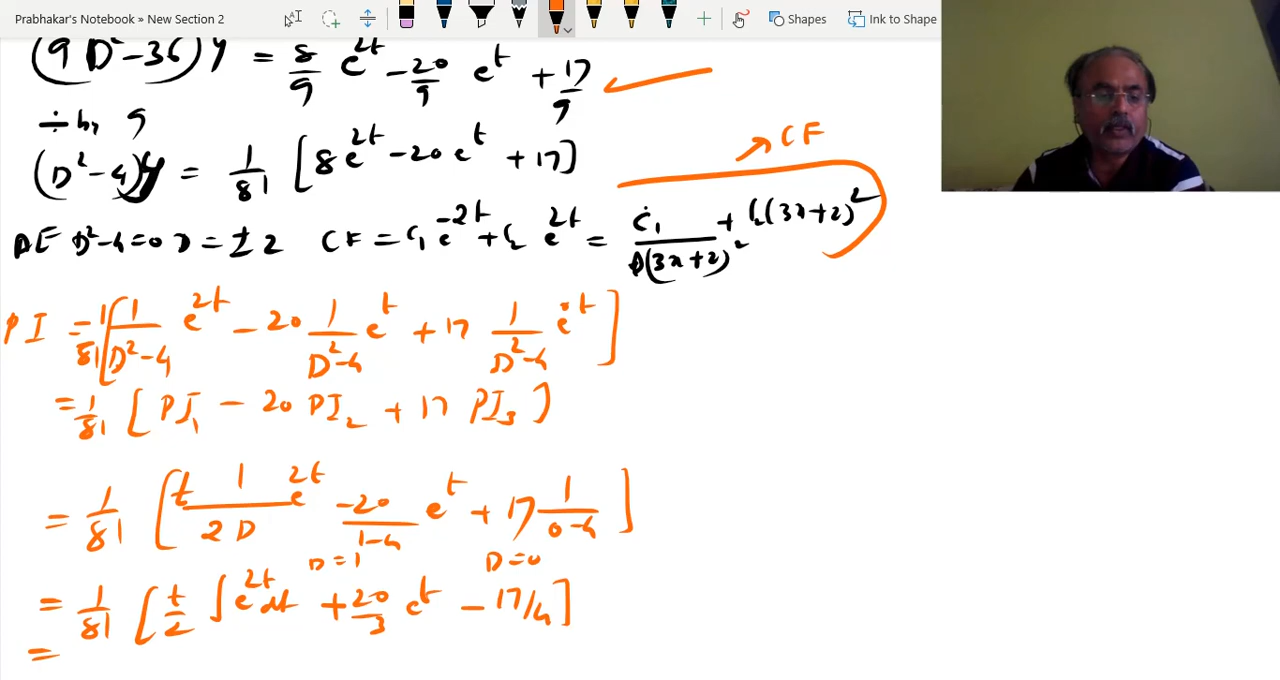 Prabhakar's Notebook » New Section 2
Shapes
Ink to Shape
(9D²-36)y = 8/9 e^2t - 20/9 e^t + 17/9
÷ by 9
(D²-4)y = 1/81 [8e^2t - 20e^t + 17]
→ CF
AE D²-4=0 D=±2 CF = C₁ e^-2t + C₂ e^2t = C₁/(3x+2)² + C₂(3x+2)²
PI = 1/81 [1/(D²-4) e^2t - 20 1/(D²-4) e^t + 17 1/(D²-4) e^0t]
= 1/81 [PI₁ - 20 PI₂ + 17 PI₃]
= 1/81 [t 1/2D e^2t -20/(1-4) e^t + 17 1/(0-4)]
D=1 D=0
= 1/81 [t/2 ∫e^2t dt + 20/3 e^t - 17/4]
=